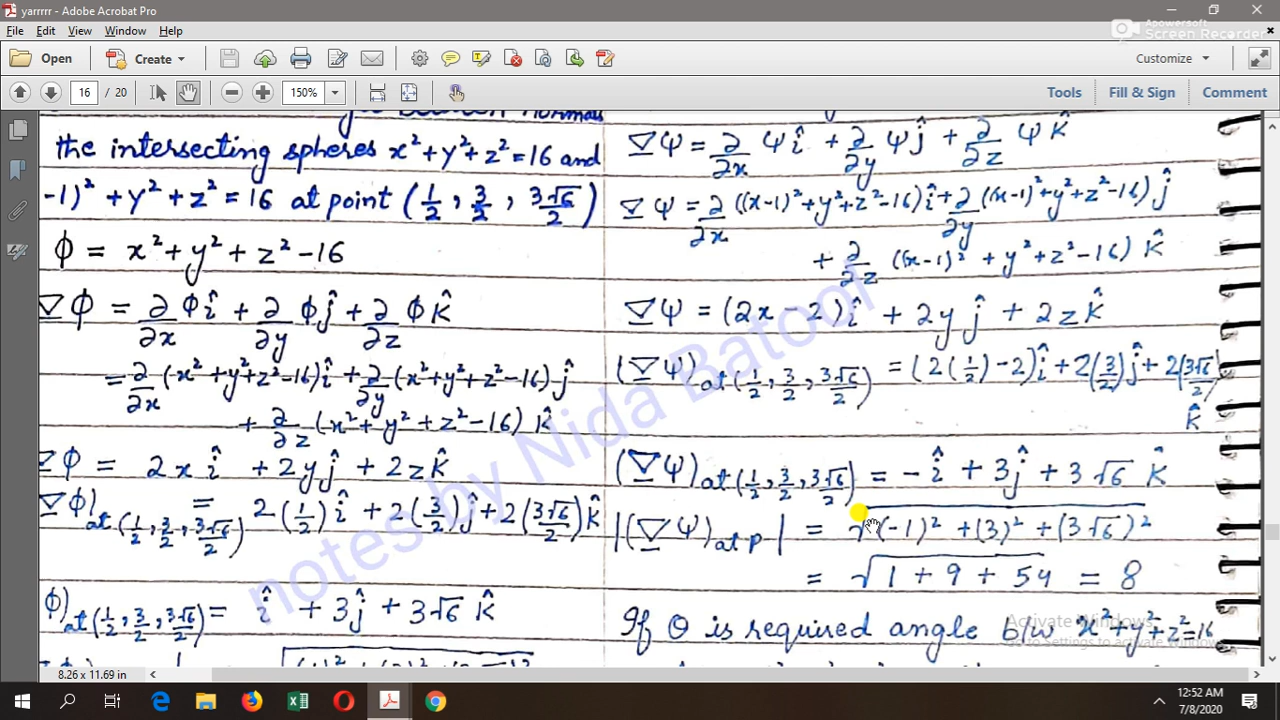 yarrrrr - Adobe Acrobat Pro
Apowersoft
Screen Recorder
File Edit View Window Help
Open Create Customize
16 / 20 150% Tools Fill & Sign Comment
between normals
the intersecting spheres x²+y²+z²=16 and
-1)²+y²+z²=16 at point (1/2, 3/2, 3√6/2)
ϕ = x²+y²+z²-16
∇ϕ = ∂/∂x ϕî + ∂/∂y ϕĵ + ∂/∂z ϕk̂
= ∂/∂x (x²+y²+z²-16)î + ∂/∂y (x²+y²+z²-16)ĵ
+ ∂/∂z (x²+y²+z²-16) k̂
∇ϕ = 2xî + 2yĵ + 2zk̂
∇ϕ) at (1/2, 3/2, 3√6/2) = 2(1/2)î + 2(3/2)ĵ + 2(3√6/2)k̂
ϕ) at (1/2, 3/2, 3√6/2) = î + 3ĵ + 3√6 k̂
∇ψ = ∂/∂x ψî + ∂/∂y ψĵ + ∂/∂z ψk̂
∇ψ = ∂/∂x ((x-1)²+y²+z²-16)î + ∂/∂y ((x-1)²+y²+z²-16)ĵ
+ ∂/∂z ((x-1)²+y²+z²-16) k̂
∇ψ = (2x-2)î + 2yĵ + 2zk̂
(∇ψ) at (1/2, 3/2, 3√6/2) = (2(1/2)-2)î + 2(3/2)ĵ + 2(3√6/2)
k̂
(∇ψ) at (1/2, 3/2, 3√6/2) = -î + 3ĵ + 3√6 k̂
|(∇ψ) at p| = √(-1)²+(3)²+(3√6)²
= √1+9+54 = 8
If θ is required angle b/w x²+y²+z²=16
notes by Nida Batool
Activate Windows
Go to Settings to activate Windows.
8.26 x 11.69 in
12:52 AM
7/8/2020